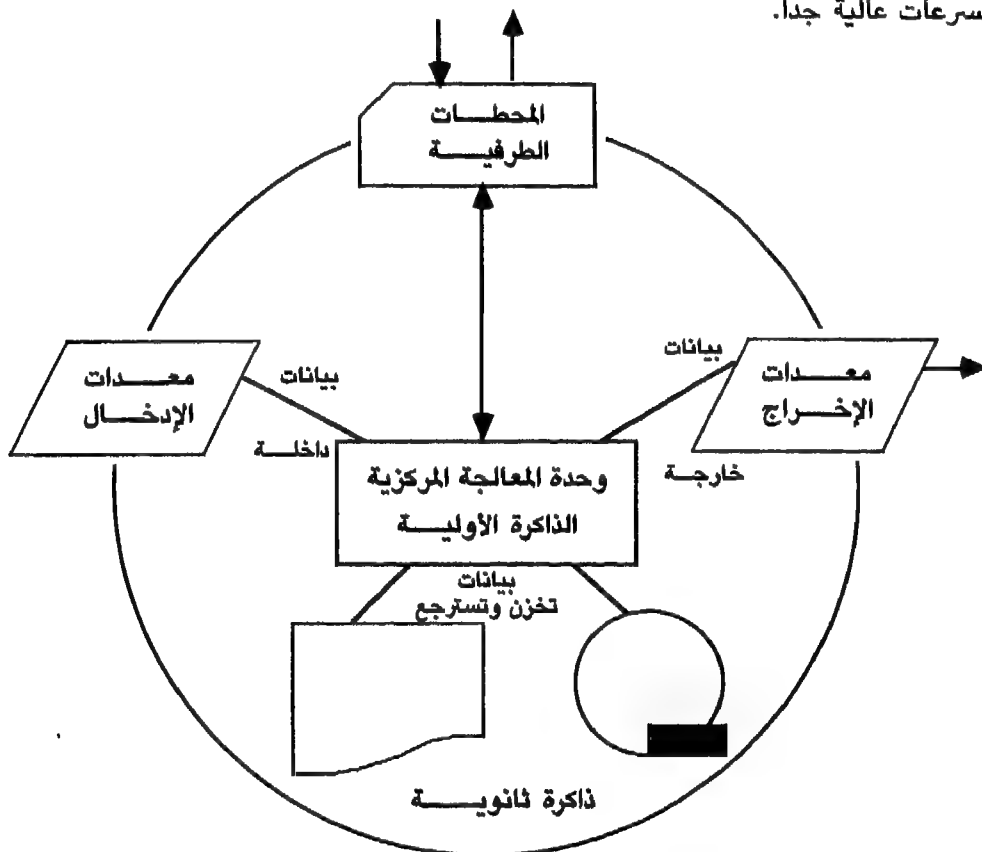 سرعات عالية جداً.
المحطات
الطرفية
معدات
الإدخال
بيانات
داخلة
بيانات
خارجة
معدات
الإخراج
وحدة المعالجة المركزية
الذاكرة الأولية
بيانات
تخزن وتسترجع
ذاكرة ثانوية